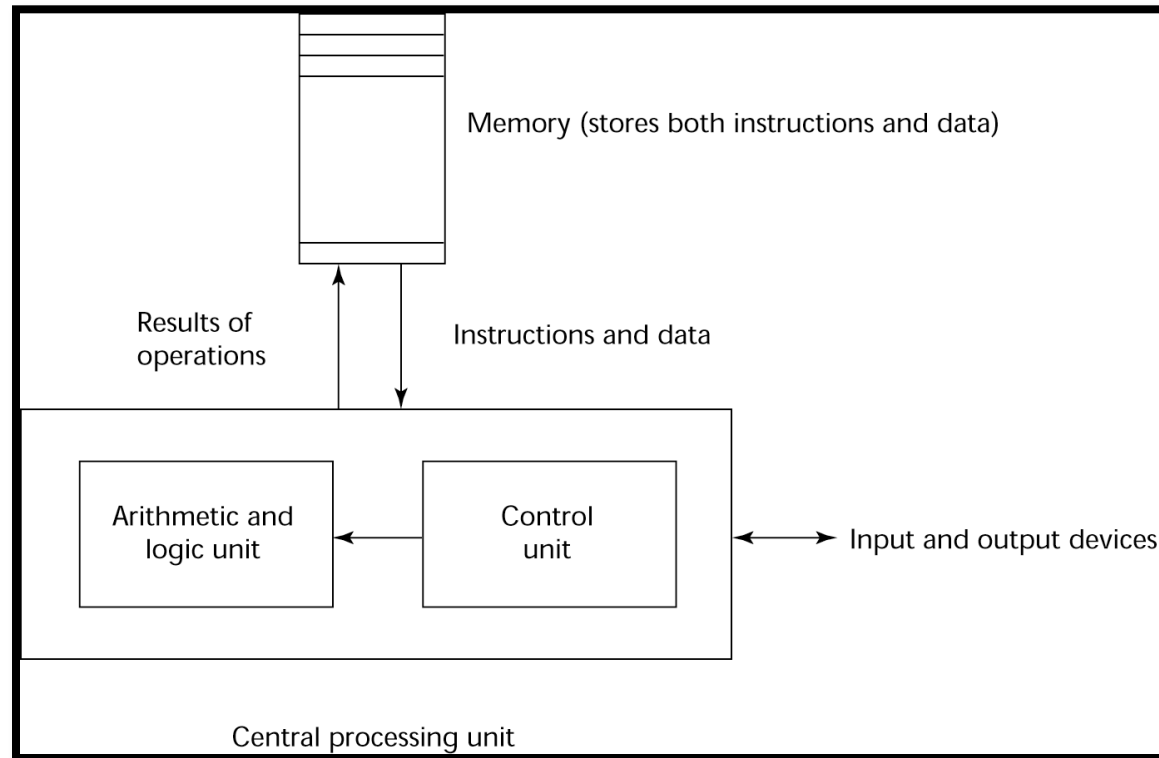 Memory (stores both instructions and data)
Results of
operations
Instructions and data
Arithmetic and
logic unit
Control
unit
Input and output devices
Central processing unit